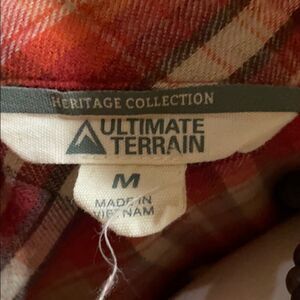 HERITAGE COLLECTION
ULTIMATE
TERRAIN
M
MADE IN
VIETNAM